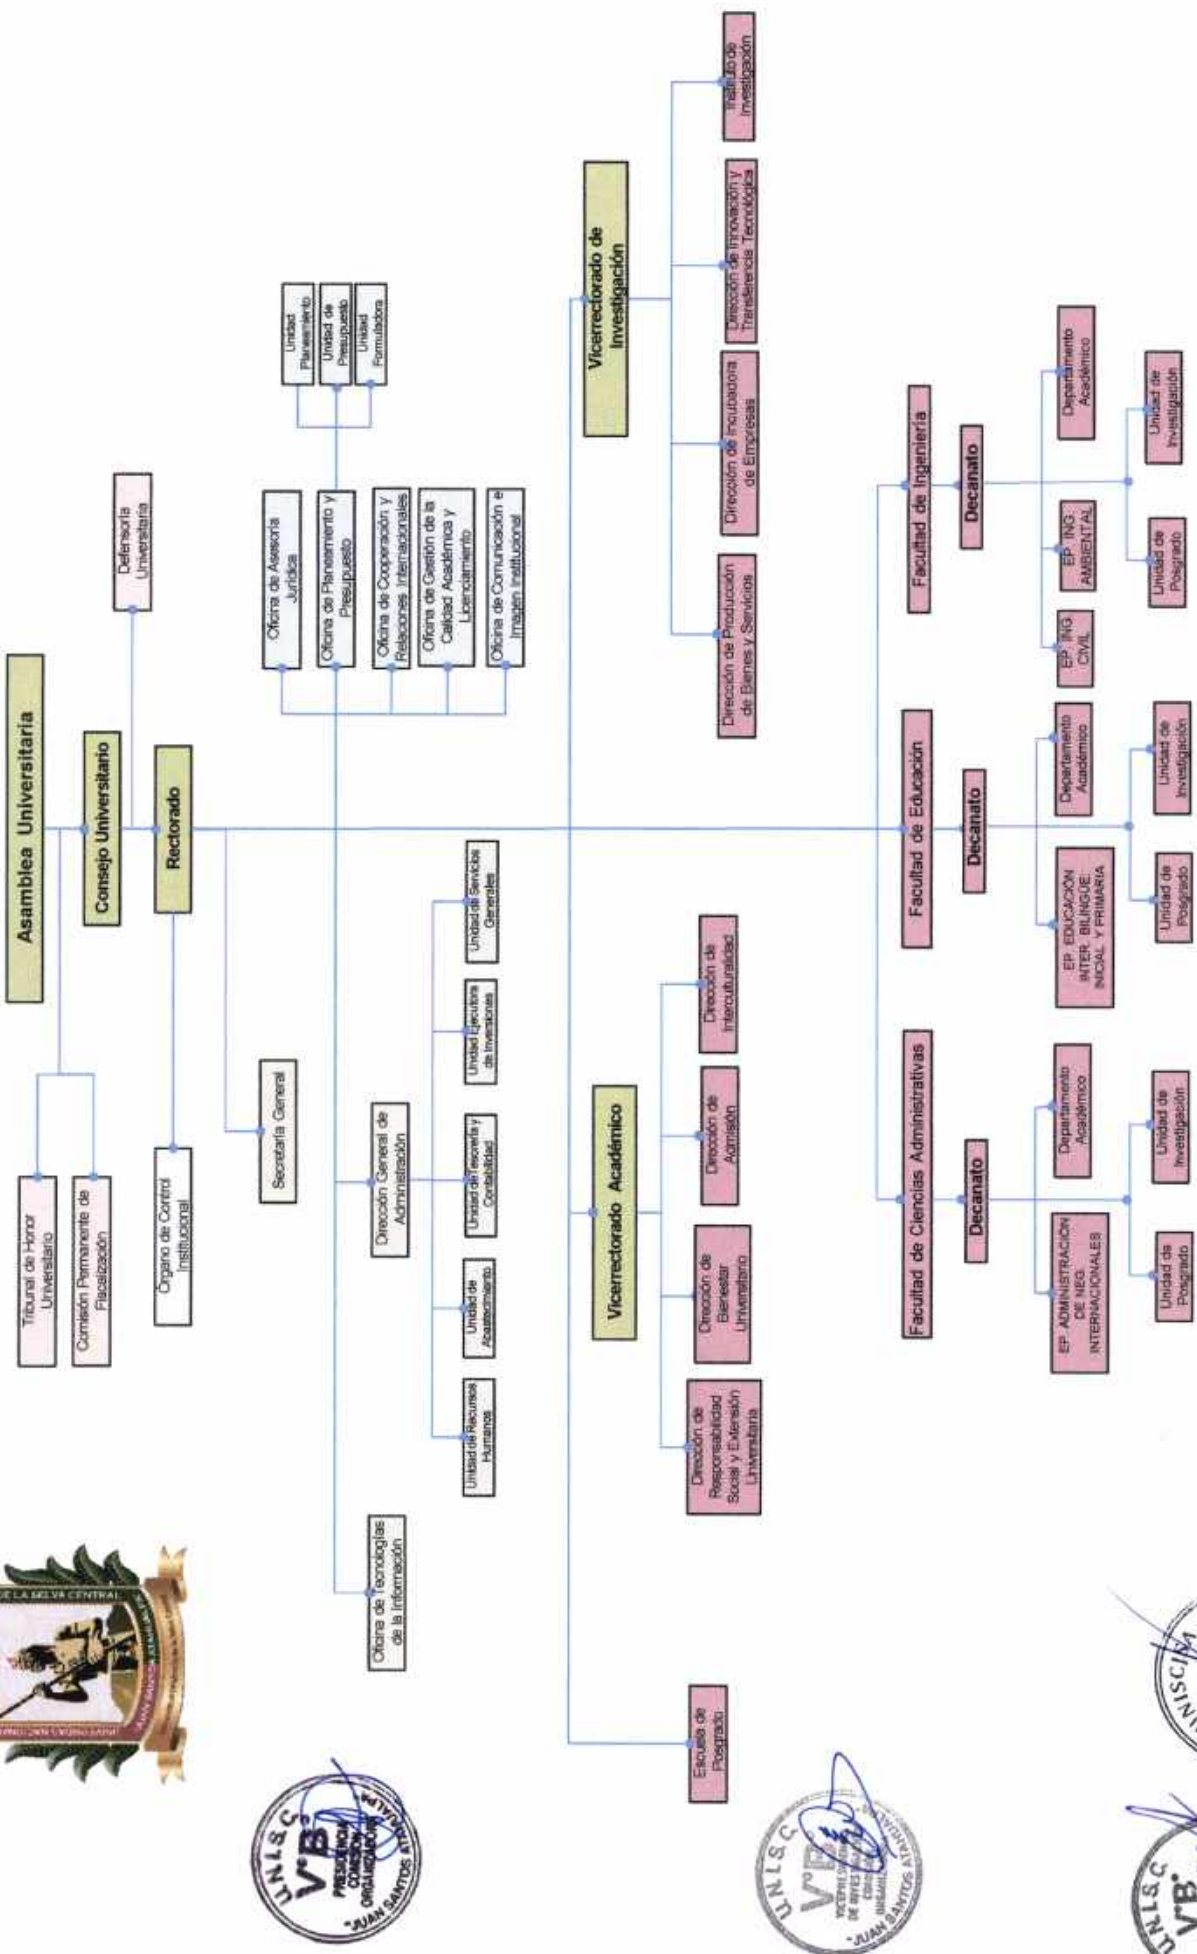 Asamblea Universitaria
Tribunal de Honor
Universitario
Comisión Permanente de
Fiscalización
Consejo Universitario
Defensoría
Universitaria
Rectorado
Órgano de Control
Institucional
Secretaría General
Oficina de Asesoría
Jurídica
Oficina de Planeamiento y
Presupuesto
Unidad
Planeamiento
Unidad de
Presupuesto
Unidad
Formuladora
Oficina de Cooperación y
Relaciones Internacionales
Oficina de Gestión de la
Calidad Académica y
Licenciamiento
Oficina de Comunicación e
Imagen Institucional
Oficina de Tecnologías
de la Información
Dirección General de
Administración
Unidad de Recursos
Humanos
Unidad de
Abastecimiento
Unidad de Tesorería y
Contabilidad
Unidad Ejecutora
de Inversiones
Unidad de Servicios
Generales
Vicerrectorado Académico
Vicerrectorado de
Investigación
Escuela de
Posgrado
Dirección de
Responsabilidad
Social y Extensión
Universitaria
Dirección de
Bienestar
Universitario
Dirección de
Admisión
Dirección de
Interculturalidad
Dirección de Producción
de Bienes y Servicios
Dirección de Incubadora
de Empresas
Dirección de Innovación y
Transferencia Tecnológica
Instituto de
Investigación
Facultad de Ciencias Administrativas
Facultad de Educación
Facultad de Ingeniería
Decanato
Decanato
Decanato
EP. ADMINISTRACIÓN
DE NEG.
INTERNACIONALES
Departamento
Académico
EP. EDUCACIÓN
INTER. BILINGÜE:
INICIAL Y PRIMARIA
Departamento
Académico
EP. ING.
CIVIL
EP. ING.
AMBIENTAL
Departamento
Académico
Unidad de
Posgrado
Unidad de
Investigación
Unidad de
Posgrado
Unidad de
Investigación
Unidad de
Posgrado
Unidad de
Investigación
DE LA SELVA CENTRAL
U.N.I.S.C.
V°B°
PRESIDENCIA
COMISIÓN
ORGANIZADORA
"JUAN SANTOS ATAHUALPA"
U.N.I.S.C.
V°B°
"JUAN SANTOS ATAHUALPA"
U.N.I.S.C.
V°B°